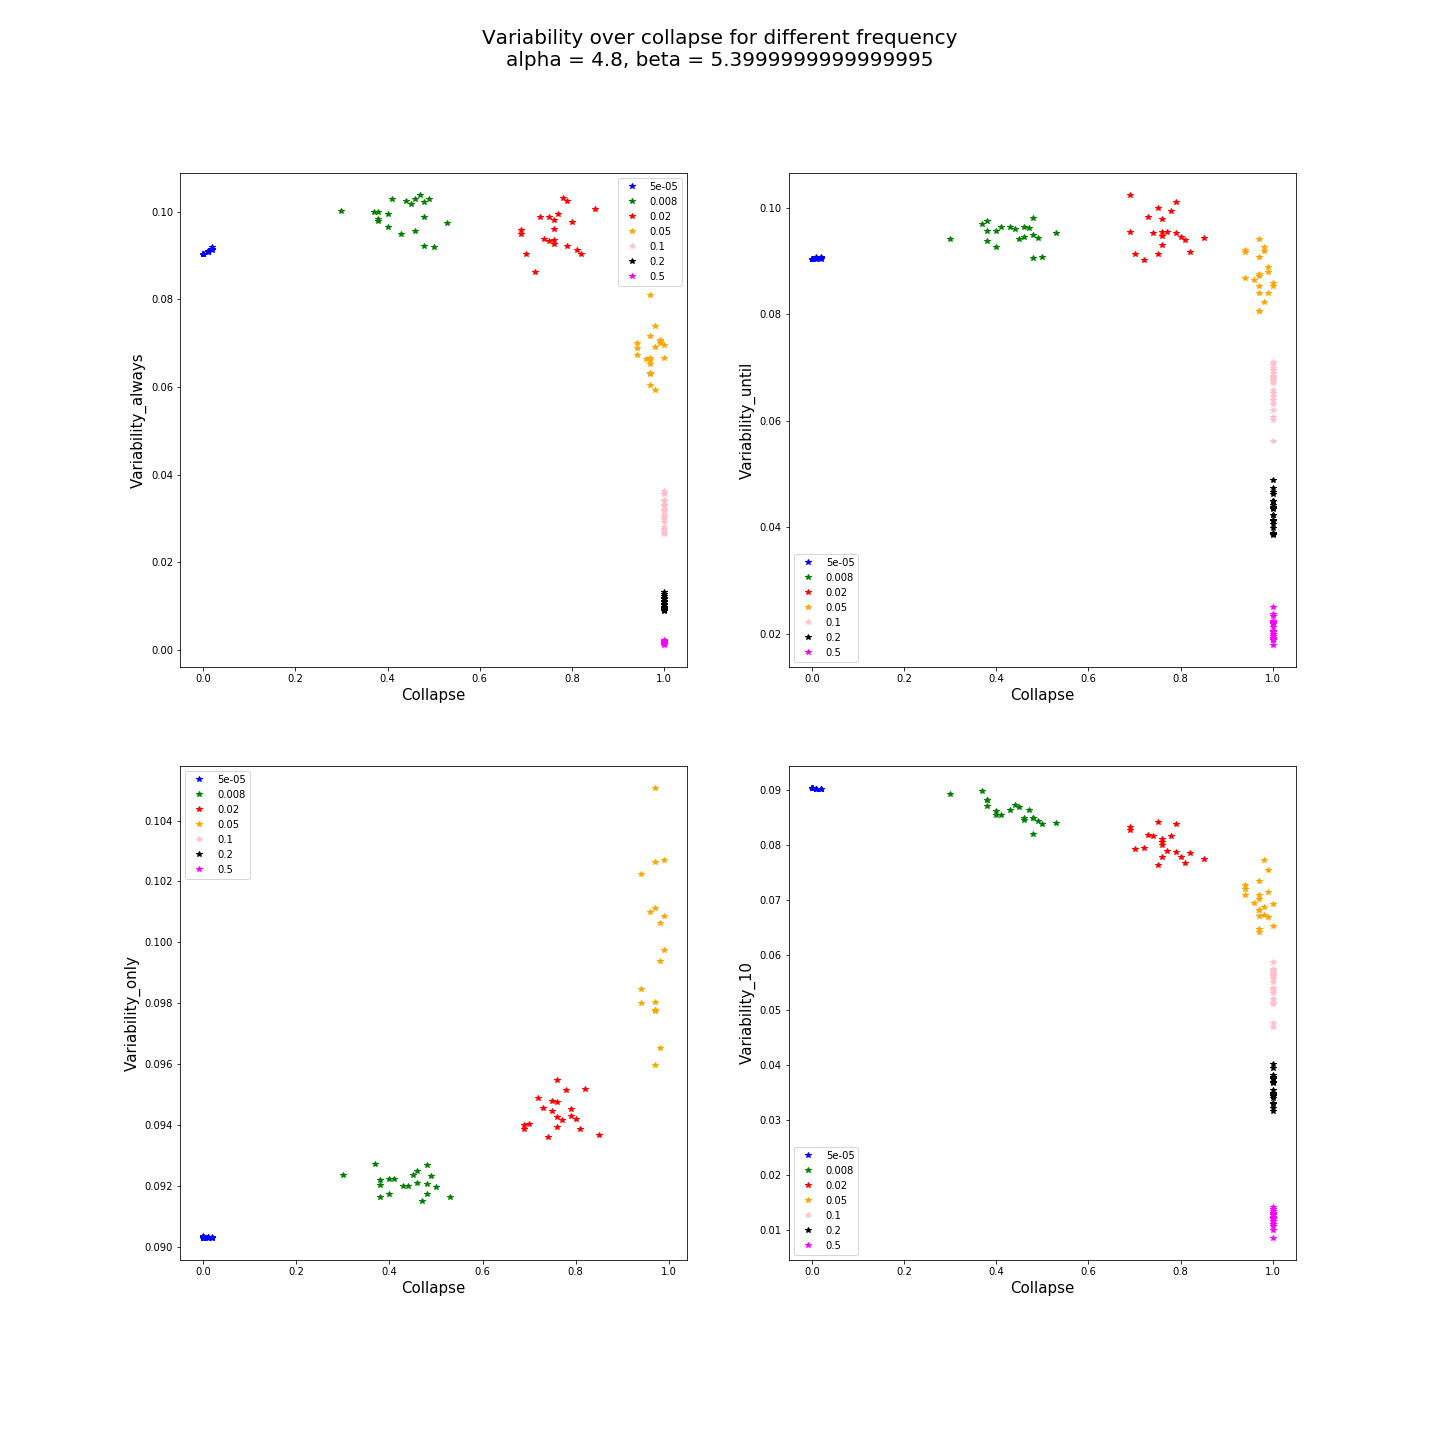 Variability over collapse for different frequency
alpha = 4.8, beta = 5.3999999999999995
5e-05
0.008
0.02
0.05
0.1
0.2
0.5
0.10
0.08
0.06
0.04
0.02
0.00
Variability_always
0.0 0.2 0.4 0.6 0.8 1.0
Collapse
0.10
0.08
0.06
0.04
0.02
Variability_until
5e-05
0.008
0.02
0.05
0.1
0.2
0.5
0.0 0.2 0.4 0.6 0.8 1.0
Collapse
5e-05
0.008
0.02
0.05
0.1
0.2
0.5
0.104
0.102
0.100
0.098
0.096
0.094
0.092
0.090
Variability_only
0.0 0.2 0.4 0.6 0.8 1.0
Collapse
0.09
0.08
0.07
0.06
0.05
0.04
0.03
0.02
0.01
Variability_10
5e-05
0.008
0.02
0.05
0.1
0.2
0.5
0.0 0.2 0.4 0.6 0.8 1.0
Collapse